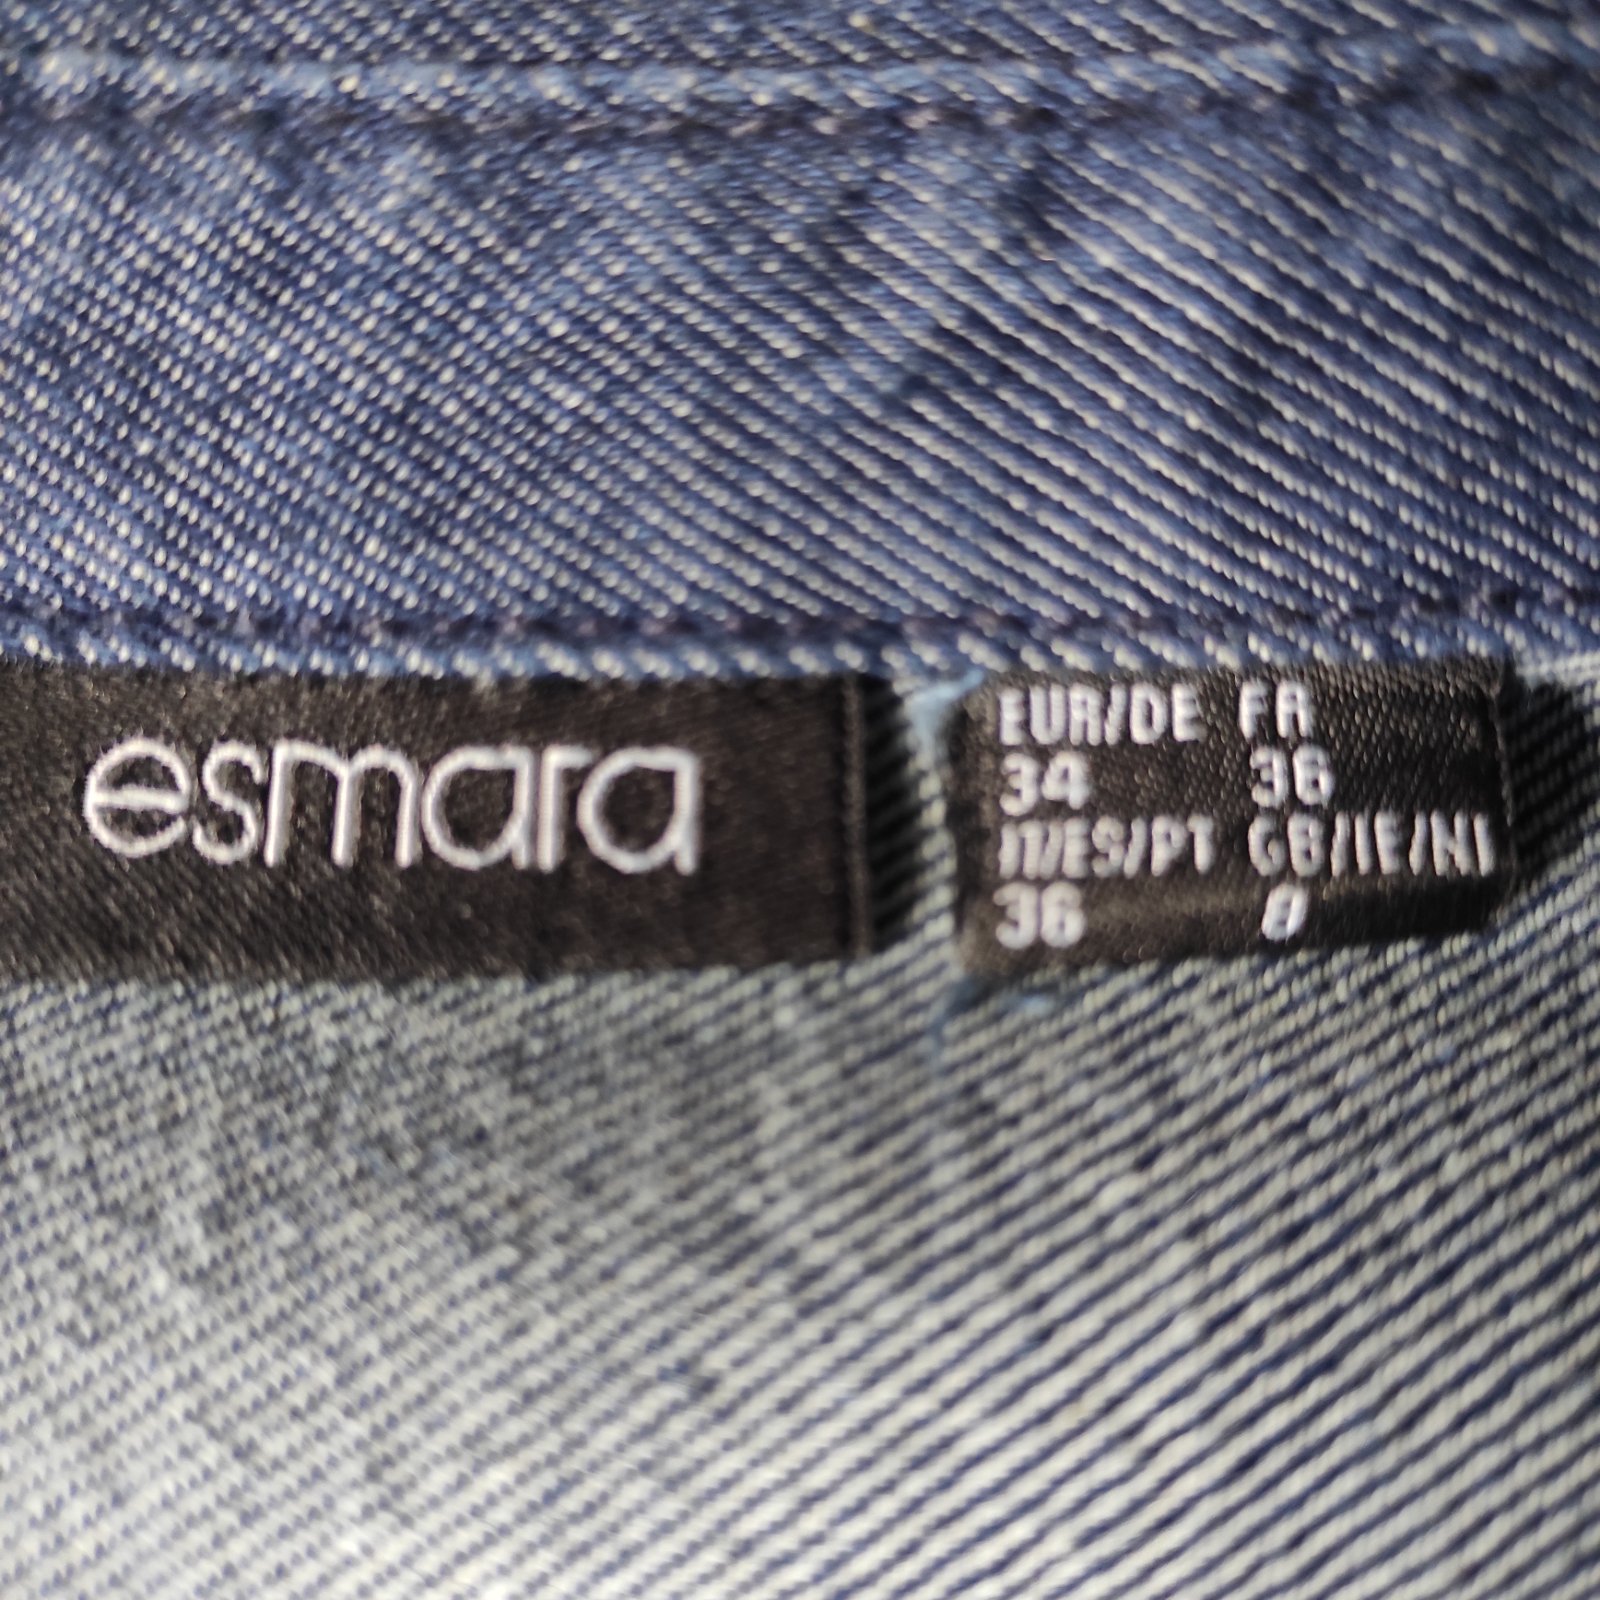 esmara
EUR/DE FR
34 36
IT/ES/PT GB/IE/NI
36 8